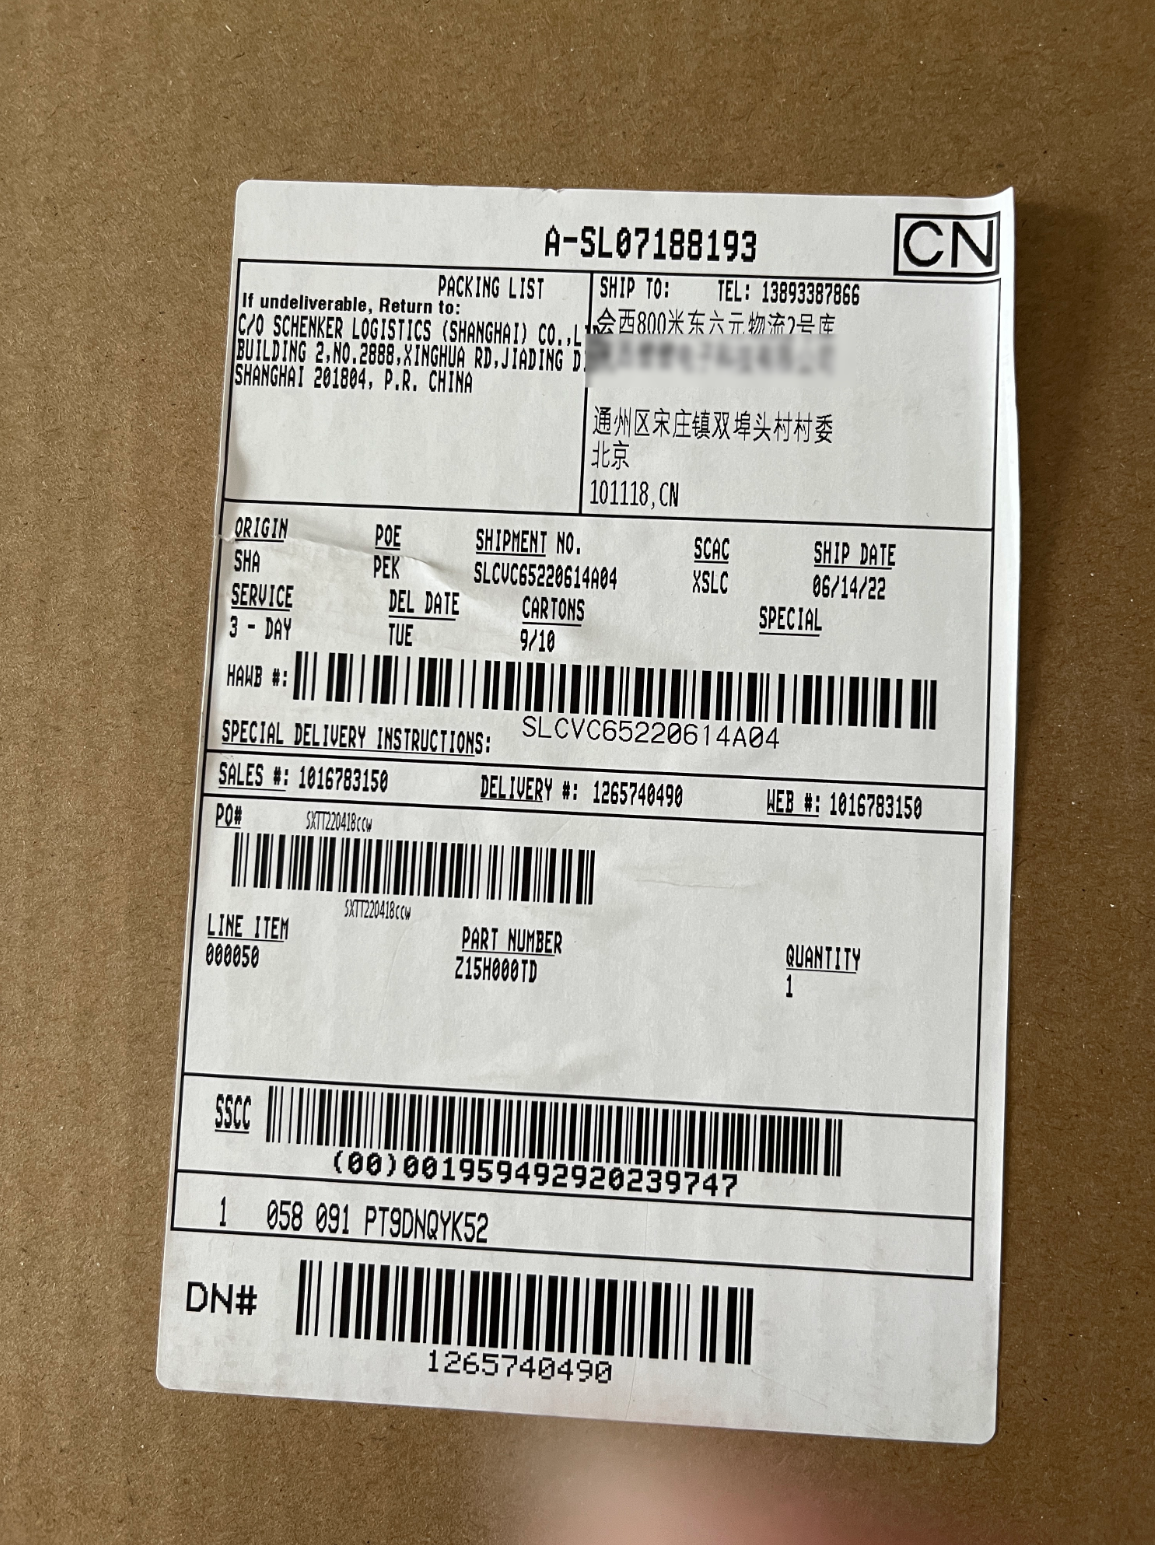 A-SL07188193
CN
PACKING LIST
If undeliverable, Return to:
C/O SCHENKER LOGISTICS (SHANGHAI) CO.,LT
BUILDING 2,NO.2888,XINGHUA RD,JIADING D
SHANGHAI 201804, P.R. CHINA
SHIP TO: TEL: 13893387866
会西800米东六元物流2号库
通州区宋庄镇双埠头村村委
北京
101118,CN
ORIGIN POE SHIPMENT NO. SCAC SHIP DATE
SHA PEK SLCVC65220614A04 XSLC 06/14/22
SERVICE DEL DATE CARTONS SPECIAL
3 - DAY TUE 9/10
HAWB #:
SLCVC65220614A04
SPECIAL DELIVERY INSTRUCTIONS:
SALES #: 1016783150 DELIVERY #: 1265740490 WEB #: 1016783150
PO# SXTT220418ccw
SXTT220418ccw
LINE ITEM PART NUMBER QUANTITY
000050 Z15H000TD 1
SSCC
(00)001959492920239747
1 058 091 PT9DNQYK52
DN#
1265740490